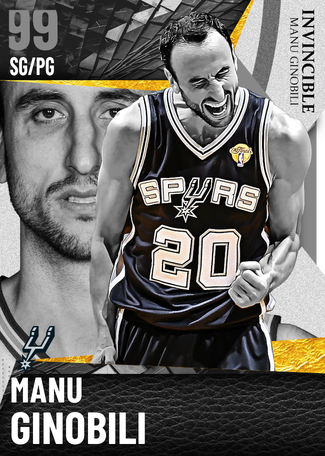 99
SG/PG
INVINCIBLE
MANU GINOBILI
SPURS
20
MANU
GINOBILI